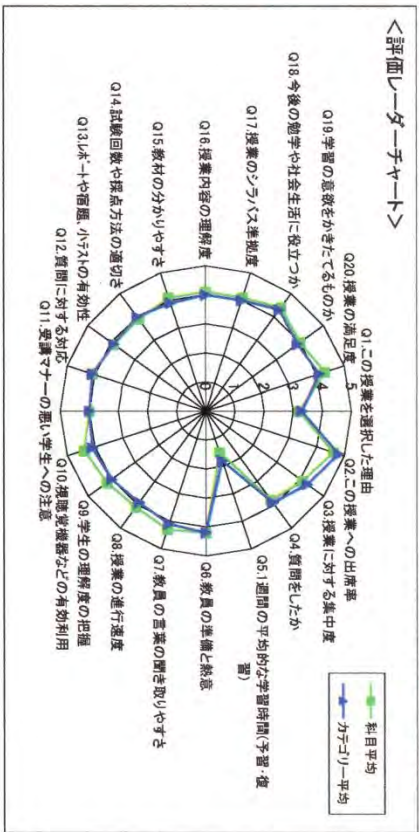 <評価レーダーチャート>
科目平均
カテゴリー平均
Q1.この授業を選択した理由
Q2.この授業への出席率
Q3.授業に対する集中度
Q4.質問をしたか
Q5.1週間の平均的な学習時間(予習・復
習)
Q6.教員の準備と熱意
Q7.教員の言葉の聞き取りやすさ
Q8.授業の進行速度
Q9.学生の理解度の把握
Q10.視聴覚機器などの有効利用
Q11.受講マナーの悪い学生への注意
Q12.質問に対する対応
Q13.レポートや宿題、小テストの有効性
Q14.試験回数や採点方法の適切さ
Q15.教材の分かりやすさ
Q16.授業内容の理解度
Q17.授業のシラバス準拠度
Q18.今後の勉学や社会生活に役立つか
Q19.学習の意欲をかきたてるものか
Q20.授業の満足度
5
4
3
2
1
0